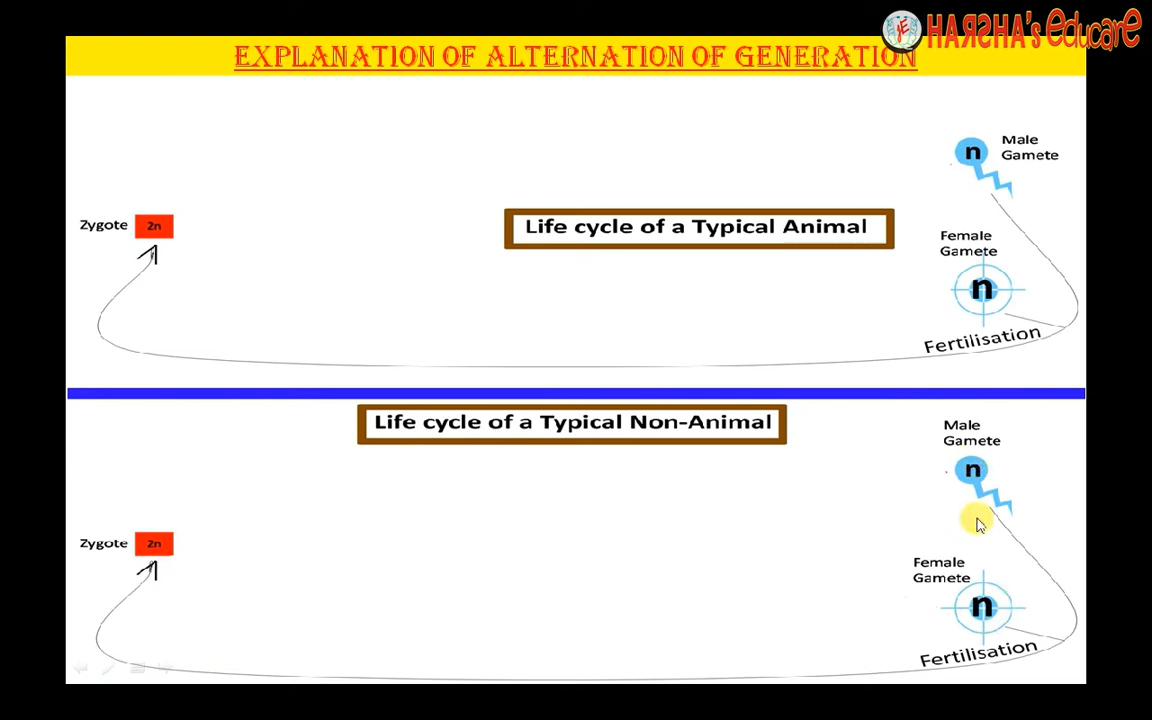 HARSHA's educare
EXPLANATION OF ALTERNATION OF GENERATION
Male
Gamete
n
Zygote 2n
Life cycle of a Typical Animal
Female
Gamete
n
Fertilisation
Life cycle of a Typical Non-Animal
Male
Gamete
n
Zygote 2n
Female
Gamete
n
Fertilisation